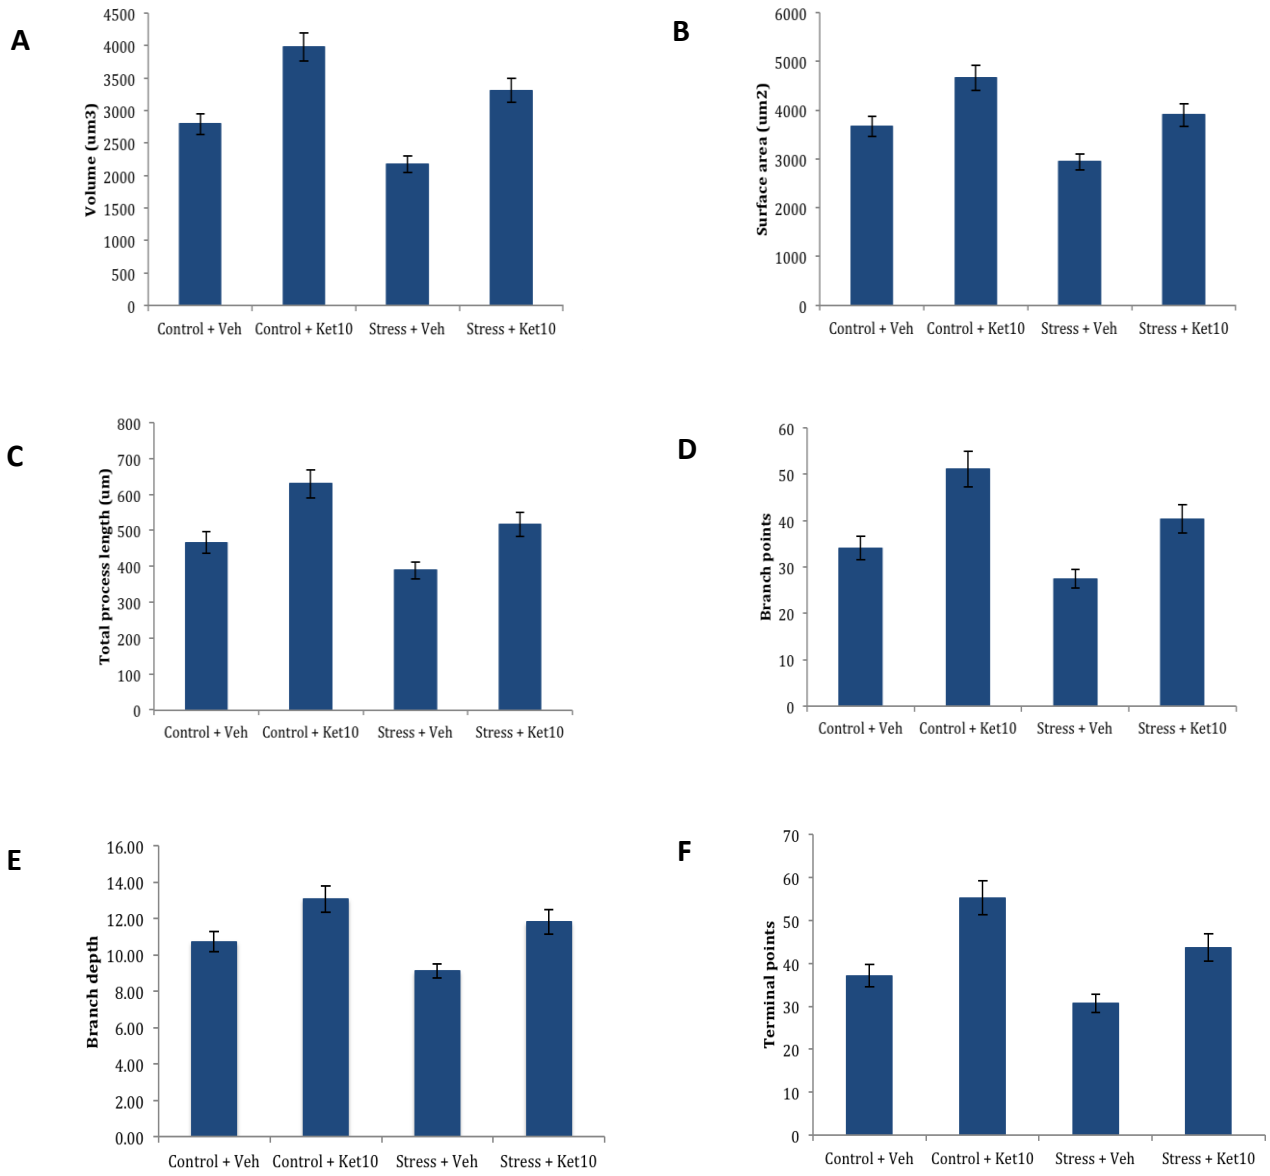 A
Volume (um3)
4500
4000
3500
3000
2500
2000
1500
1000
500
0
Control + Veh Control + Ket10 Stress + Veh Stress + Ket10
B
Surface area (um2)
6000
5000
4000
3000
2000
1000
0
Control + Veh Control + Ket10 Stress + Veh Stress + Ket10
C
Total process length (um)
800
700
600
500
400
300
200
100
0
Control + Veh Control + Ket10 Stress + Veh Stress + Ket10
D
Branch points
60
50
40
30
20
10
0
Control + Veh Control + Ket10 Stress + Veh Stress + Ket10
E
Branch depth
16.00
14.00
12.00
10.00
8.00
6.00
4.00
2.00
0.00
Control + Veh Control + Ket10 Stress + Veh Stress + Ket10
F
Terminal points
70
60
50
40
30
20
10
0
Control + Veh Control + Ket10 Stress + Veh Stress + Ket10